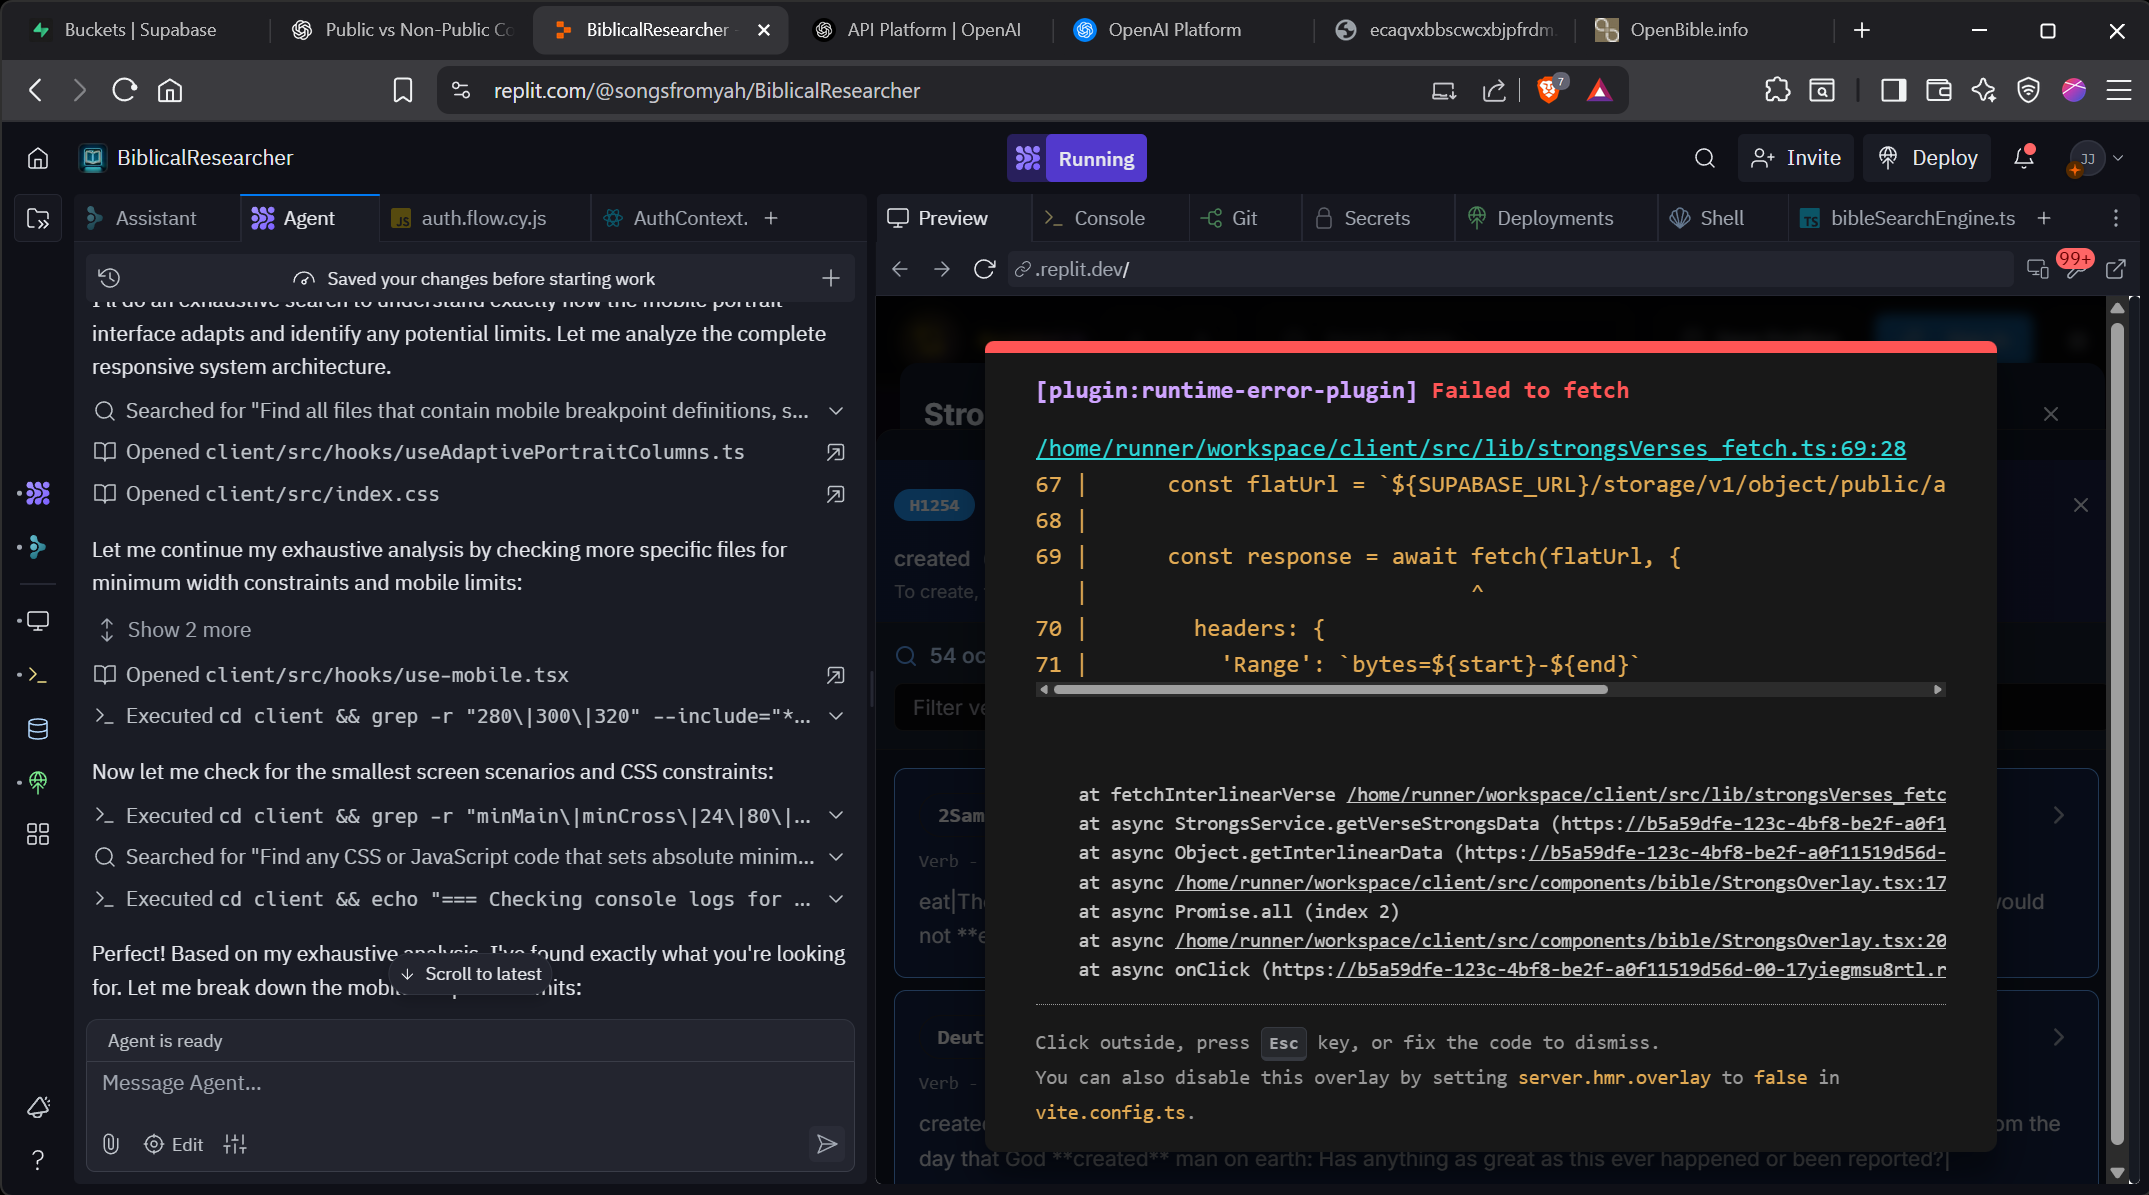 Buckets | Supabase
Public vs Non-Public Co
BiblicalResearcher
API Platform | OpenAI
OpenAI Platform
ecaqvxbbscwcxbjpfrdm.
OpenBible.info
replit.com/@songsfromyah/BiblicalResearcher
7
BiblicalResearcher
Running
Invite
Deploy
JJ
Assistant
Agent
JS auth.flow.cy.js
AuthContext.
Preview
Console
Git
Secrets
Deployments
Shell
TS bibleSearchEngine.ts
Saved your changes before starting work
.replit.dev/
99+
I'll do an exhaustive search to understand exactly how the mobile portrait
interface adapts and identify any potential limits. Let me analyze the complete
responsive system architecture.
Searched for "Find all files that contain mobile breakpoint definitions, s...
Opened client/src/hooks/useAdaptivePortraitColumns.ts
Opened client/src/index.css
Let me continue my exhaustive analysis by checking more specific files for
minimum width constraints and mobile limits:
Show 2 more
Opened client/src/hooks/use-mobile.tsx
Executed cd client && grep -r "280\|300\|320" --include="*...
Now let me check for the smallest screen scenarios and CSS constraints:
Executed cd client && grep -r "minMain\|minCross\|24\|80\|...
Searched for "Find any CSS or JavaScript code that sets absolute minim...
Executed cd client && echo "=== Checking console logs for ...
Perfect! Based on my exhaustive analysis, I've found exactly what you're looking
for. Let me break down the mobi
Scroll to latest
its:
Agent is ready
Message Agent...
Edit
Stro
H1254
created
To create,
54 oc
Filter ve
2Sam
Verb -
eat|Th
not **e
vould
Deut
Verb -
create
om the
day that God **created** man on earth: Has anything as great as this ever happened or been reported?|
[plugin:runtime-error-plugin] Failed to fetch
/home/runner/workspace/client/src/lib/strongsVerses_fetch.ts:69:28
67 | const flatUrl = `${SUPABASE_URL}/storage/v1/object/public/a
68 |
69 | const response = await fetch(flatUrl, {
| ^
70 | headers: {
71 | 'Range': `bytes=${start}-${end}`
at fetchInterlinearVerse /home/runner/workspace/client/src/lib/strongsVerses_fetc
at async StrongsService.getVerseStrongsData (https://b5a59dfe-123c-4bf8-be2f-a0f1
at async Object.getInterlinearData (https://b5a59dfe-123c-4bf8-be2f-a0f11519d56d-
at async /home/runner/workspace/client/src/components/bible/StrongsOverlay.tsx:17
at async Promise.all (index 2)
at async /home/runner/workspace/client/src/components/bible/StrongsOverlay.tsx:20
at async onClick (https://b5a59dfe-123c-4bf8-be2f-a0f11519d56d-00-17yiegmsu8rtl.r
Click outside, press Esc key, or fix the code to dismiss.
You can also disable this overlay by setting server.hmr.overlay to false in
vite.config.ts.